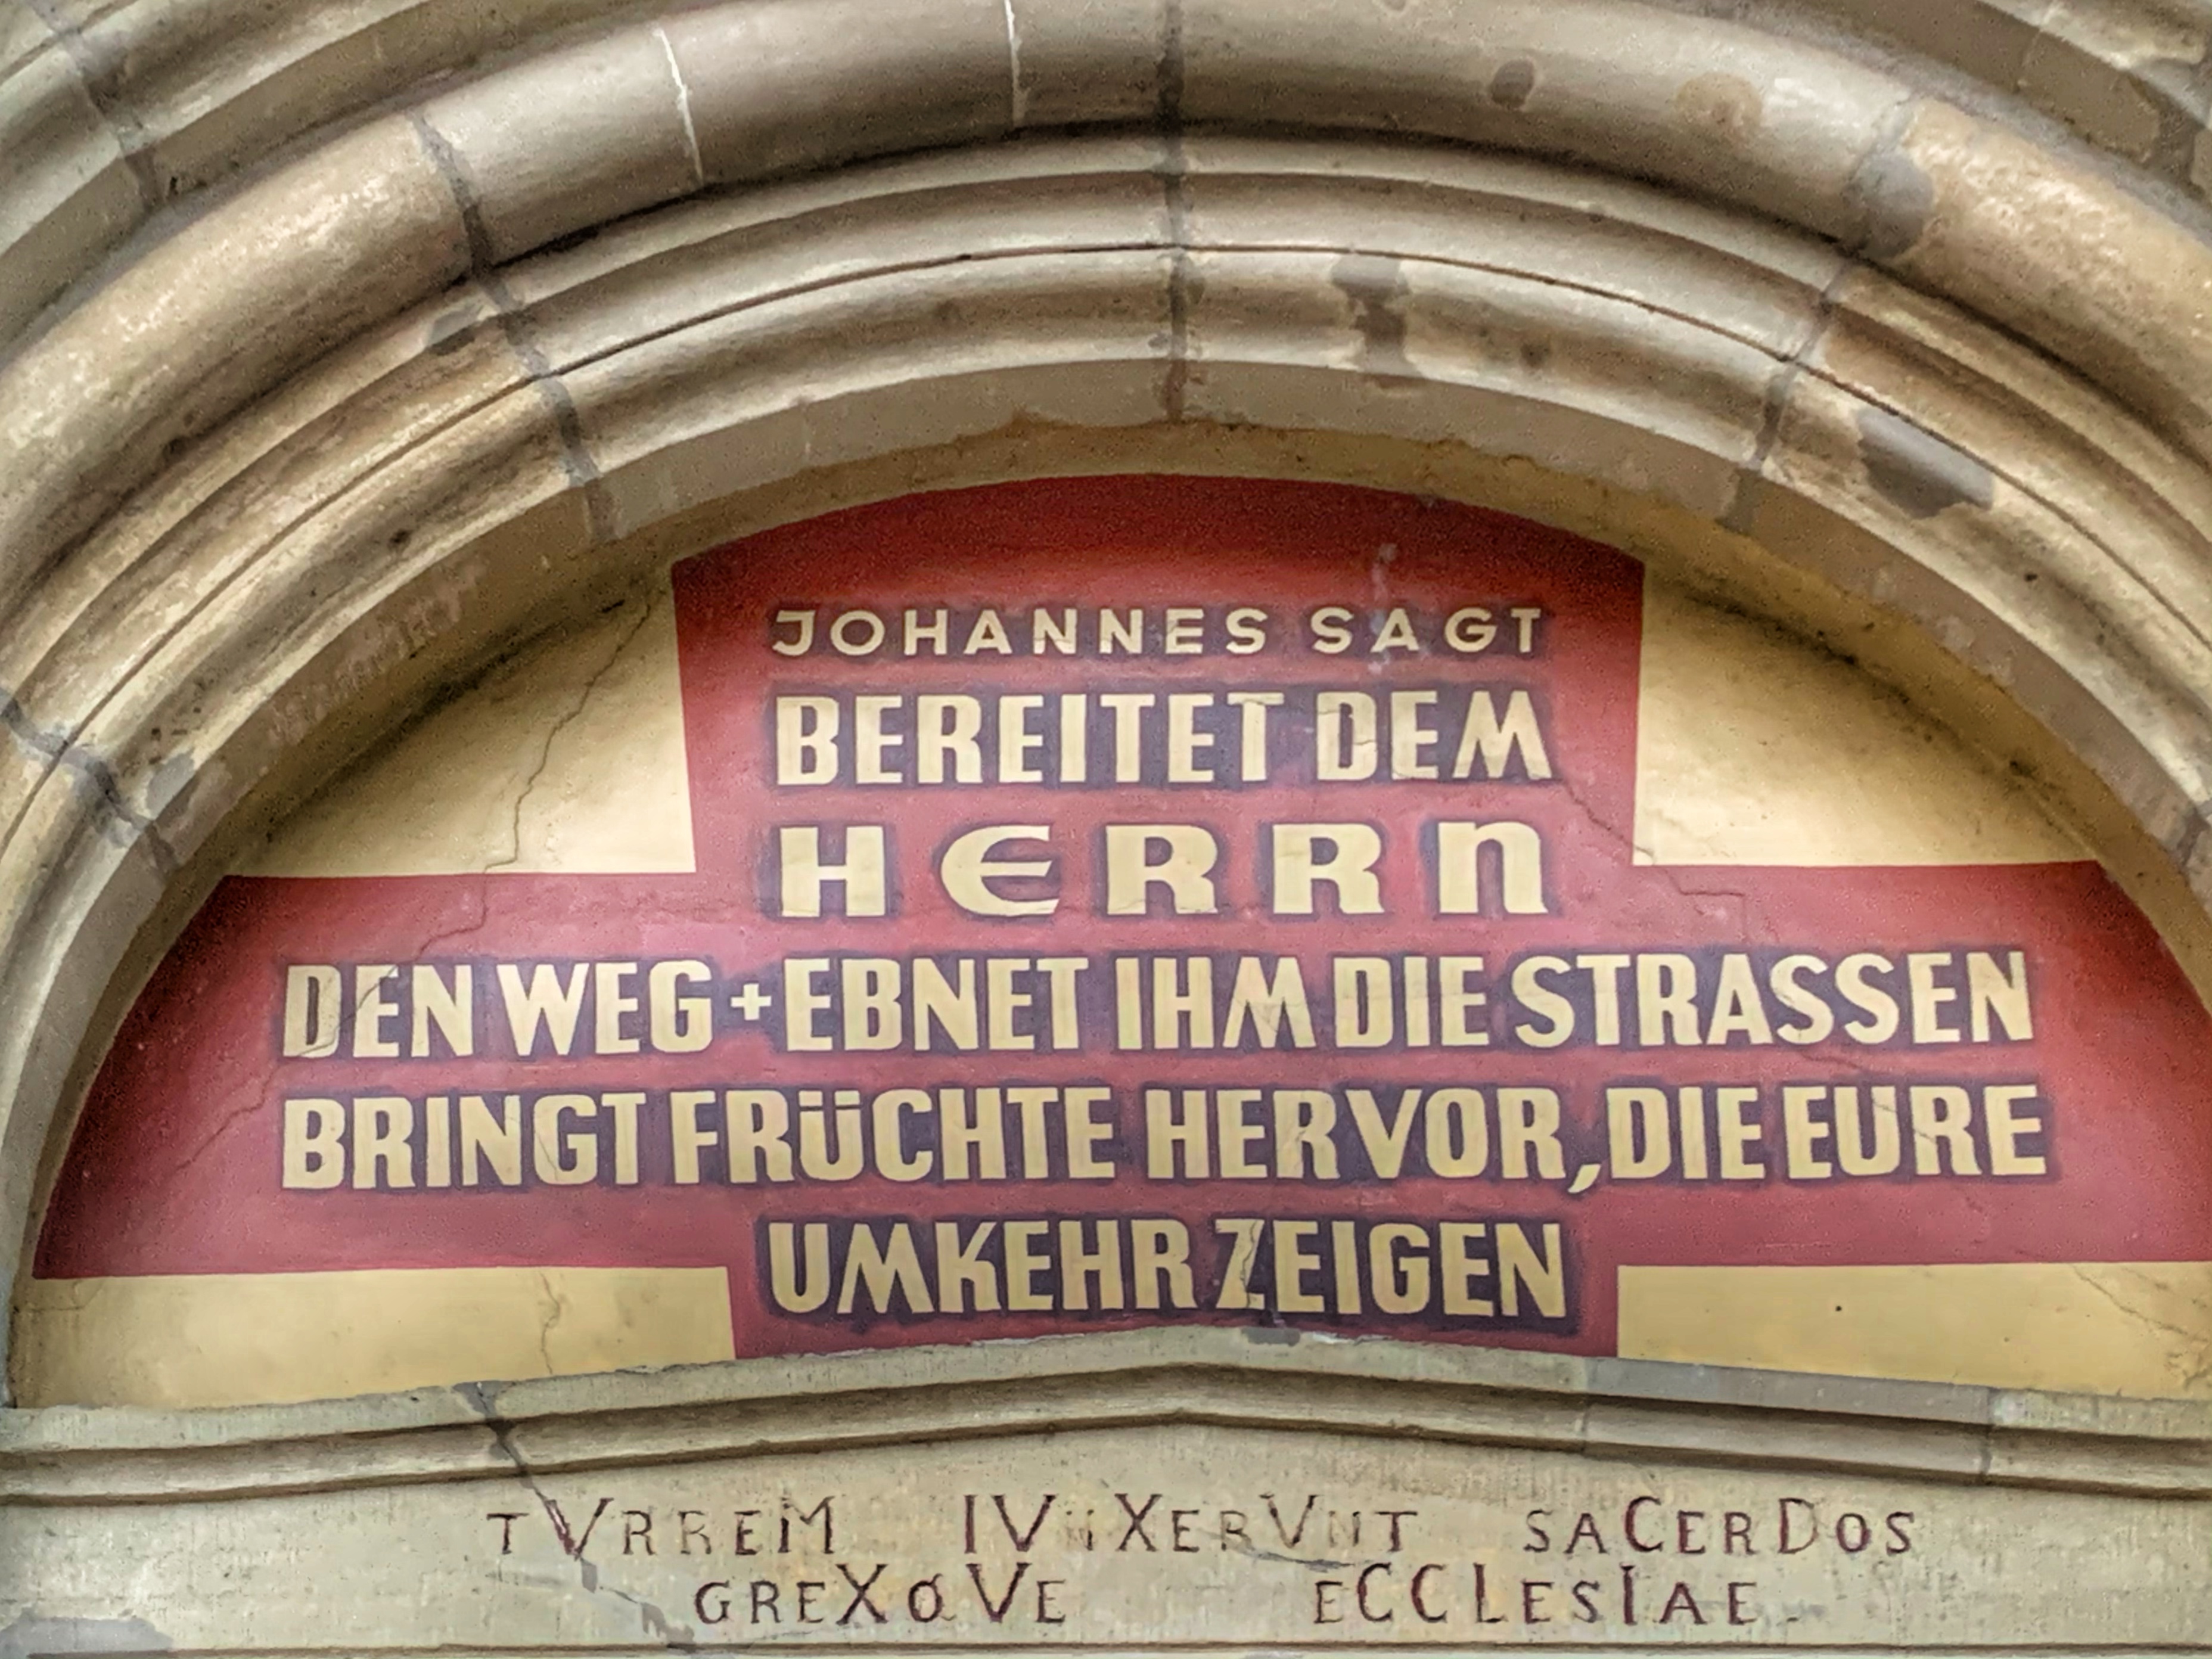 JOHANNES SAGT
BEREITET DEM
HERRN
DEN WEG + EBNET IHM DIE STRASSEN
BRINGT FRÜCHTE HERVOR, DIE EURE
UMKEHR ZEIGEN
TVRREM IVNXERVNT SACERDOS
GREXQVE ECCLESIAE